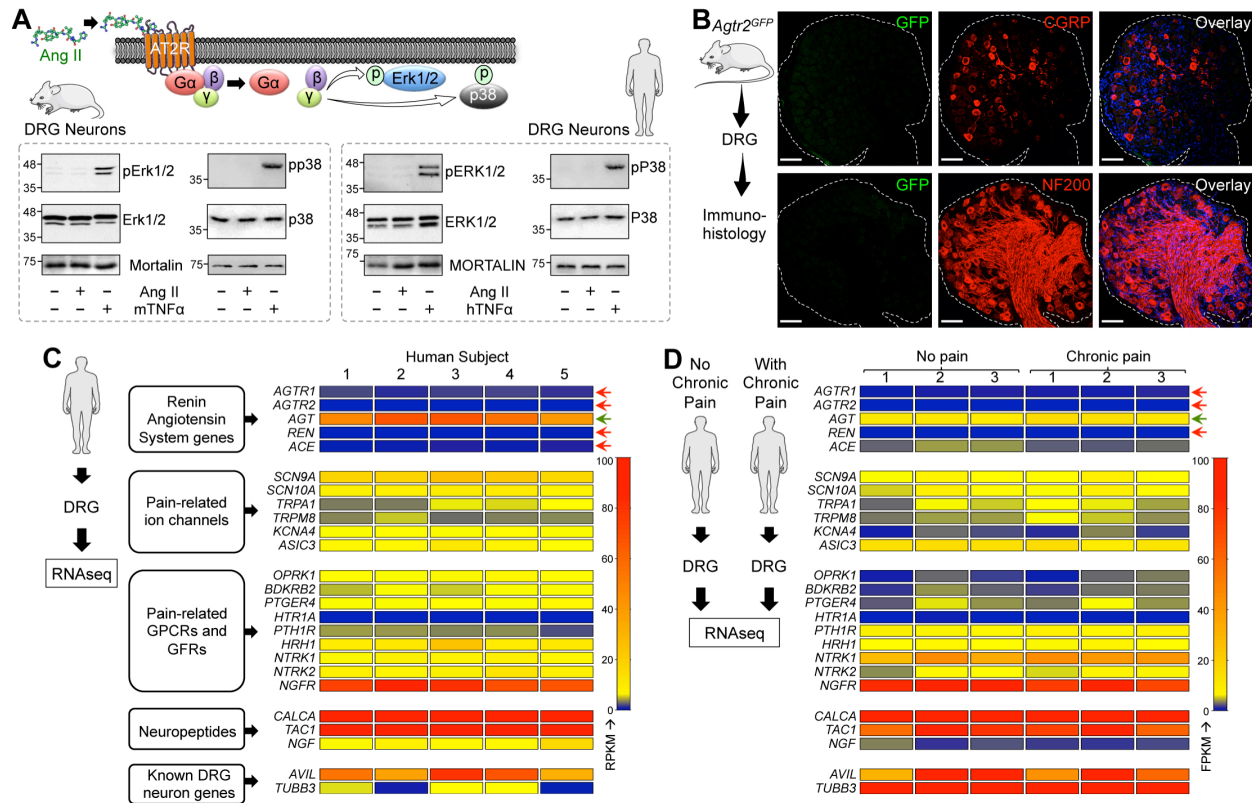 A
Ang II
AT2R
Gα
β
γ
Gα
β
γ
p
Erk1/2
p
p38
DRG Neurons
DRG Neurons
48
35
pErk1/2
35
pp38
48
35
pERK1/2
35
pP38
48
35
Erk1/2
35
p38
48
35
ERK1/2
35
P38
75
Mortalin
75
75
MORTALIN
75
– + – Ang II – + –
– – + mTNFα – – +
– + – Ang II – + –
– – + hTNFα – – +
B
Agtr2GFP
DRG
Immuno-
histology
GFP
CGRP
Overlay
GFP
NF200
Overlay
C
Human Subject
1 2 3 4 5
Renin
Angiotensin
System genes
AGTR1
AGTR2
AGT
REN
ACE
DRG
RNAseq
Pain-related
ion channels
SCN9A
SCN10A
TRPA1
TRPM8
KCNA4
ASIC3
Pain-related
GPCRs and
GFRs
OPRK1
BDKRB2
PTGER4
HTR1A
PTH1R
HRH1
NTRK1
NTRK2
NGFR
Neuropeptides
CALCA
TAC1
NGF
Known DRG
neuron genes
AVIL
TUBB3
100
80
60
40
20
0
RPKM →
D
No
Chronic
Pain
With
Chronic
Pain
DRG
DRG
RNAseq
No pain
Chronic pain
1 2 3 1 2 3
AGTR1
AGTR2
AGT
REN
ACE
SCN9A
SCN10A
TRPA1
TRPM8
KCNA4
ASIC3
OPRK1
BDKRB2
PTGER4
HTR1A
PTH1R
HRH1
NTRK1
NTRK2
NGFR
CALCA
TAC1
NGF
AVIL
TUBB3
100
80
60
40
20
0
FPKM →